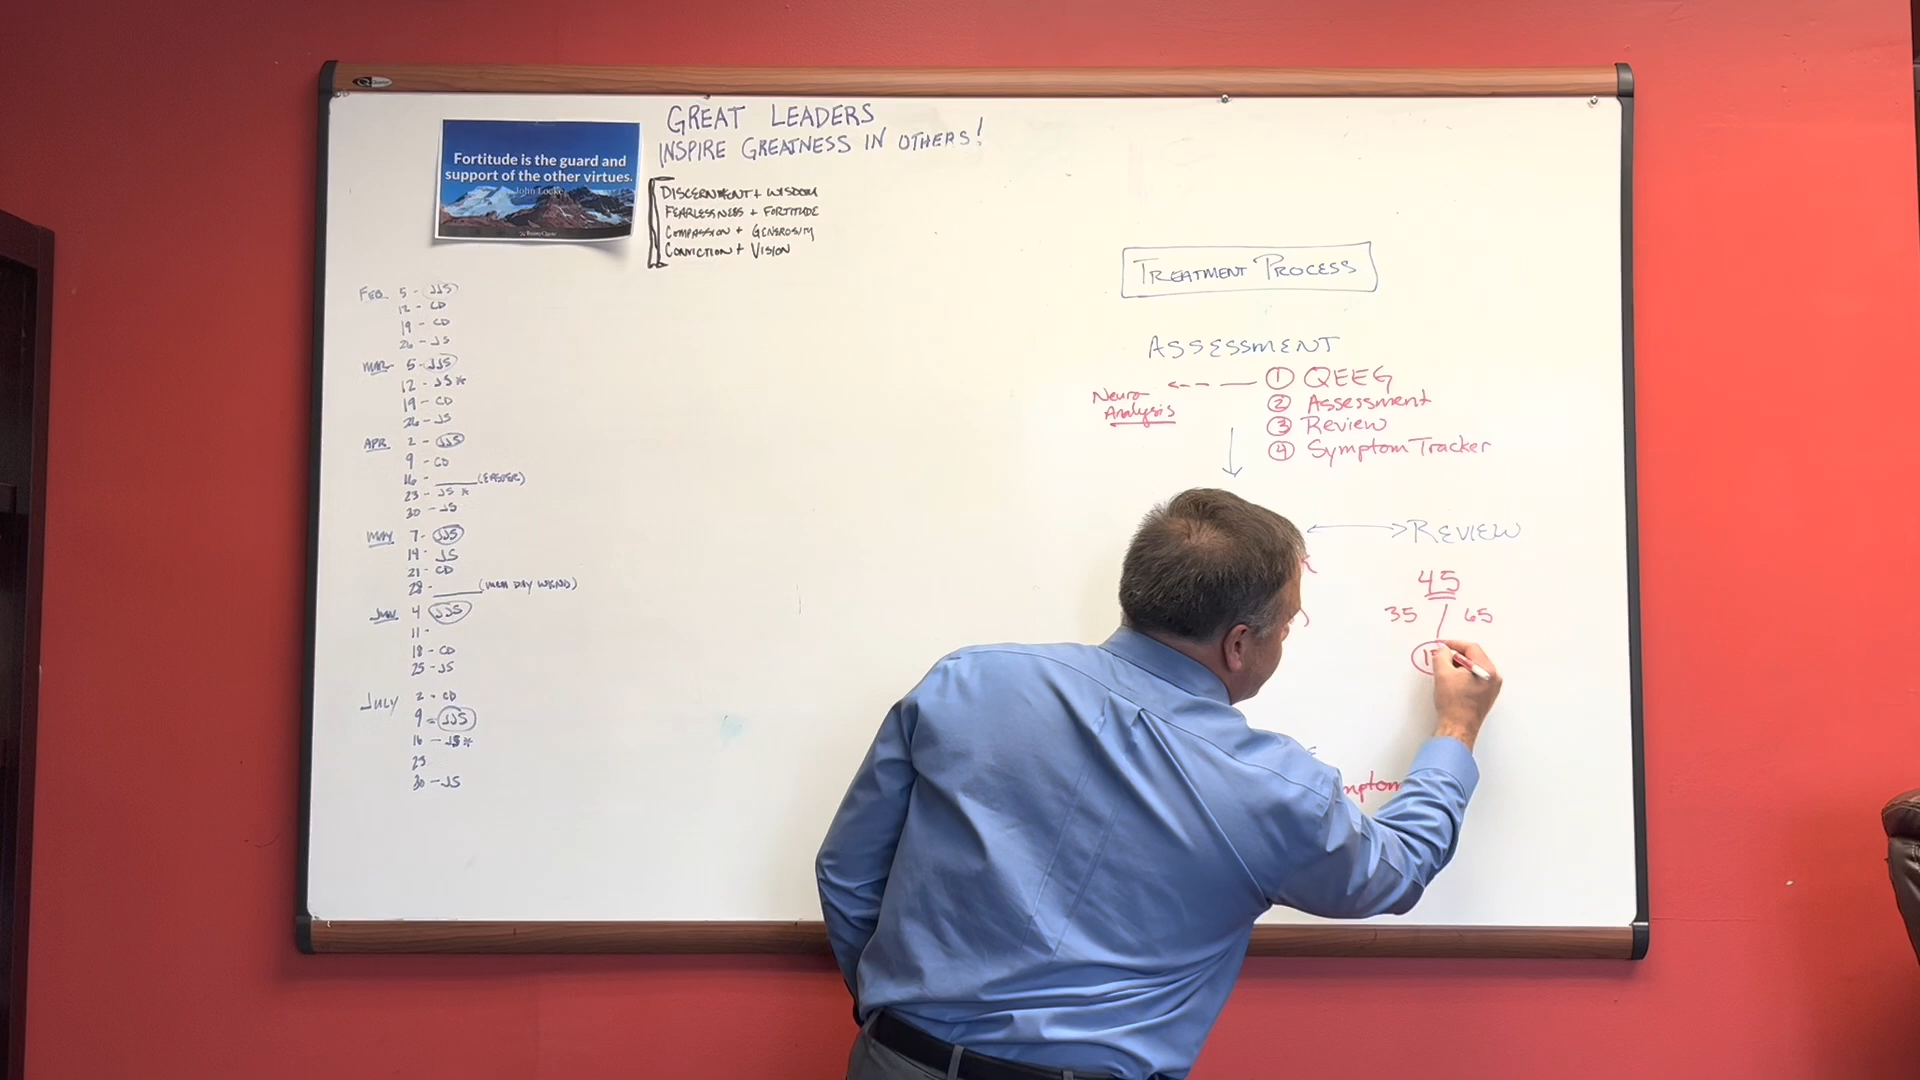 GREAT LEADERS
INSPIRE GREATNESS IN OTHERS!
Fortitude is the guard and
support of the other virtues.
John Locke
DISCERNMENT + WISDOM
FEARLESSNESS + FORTITUDE
COMPASSION + GENEROSITY
CONVICTION + VISION
FEB. 5 - JJS
12 - CD
19 - CD
26 - JS
MAR 5 - JJS
12 - JS*
19 - CD
26 - JS
APR 2 - JJS
9 - CD
16 - ____ (EASTER)
23 - JS *
30 - JS
MAY 7 - JJS
14 - JS
21 - CD
28 - ____ (MEM DAY WKND)
JUN 4 JJS
11 -
18 - CD
25 - JS
JULY 2 - CD
9 - JJS
16 - JS*
23
30 - JS
TREATMENT PROCESS
ASSESSMENT
Neuro-
Analysis
① QEEG
② Assessment
③ Review
④ Symptom Tracker
REVIEW
45
35 / 65
mptom